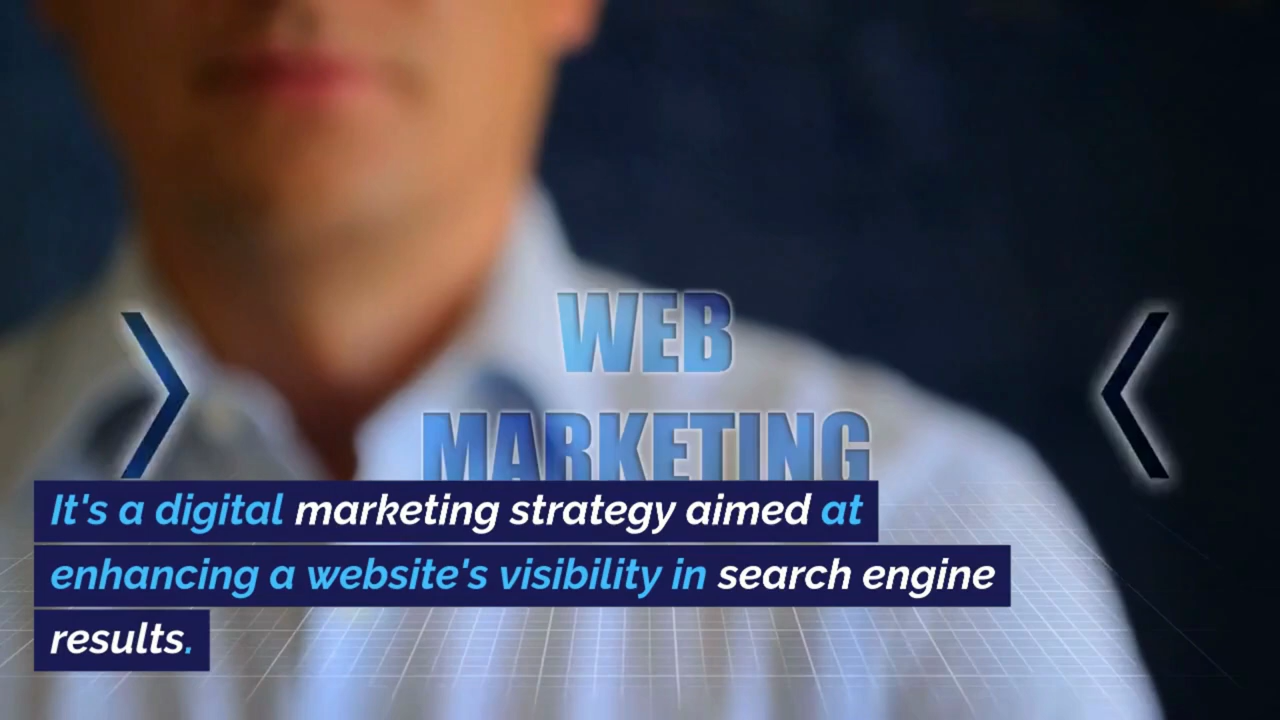 WEB
MARKETING
It's a digital marketing strategy aimed at
enhancing a website's visibility in search engine
results.